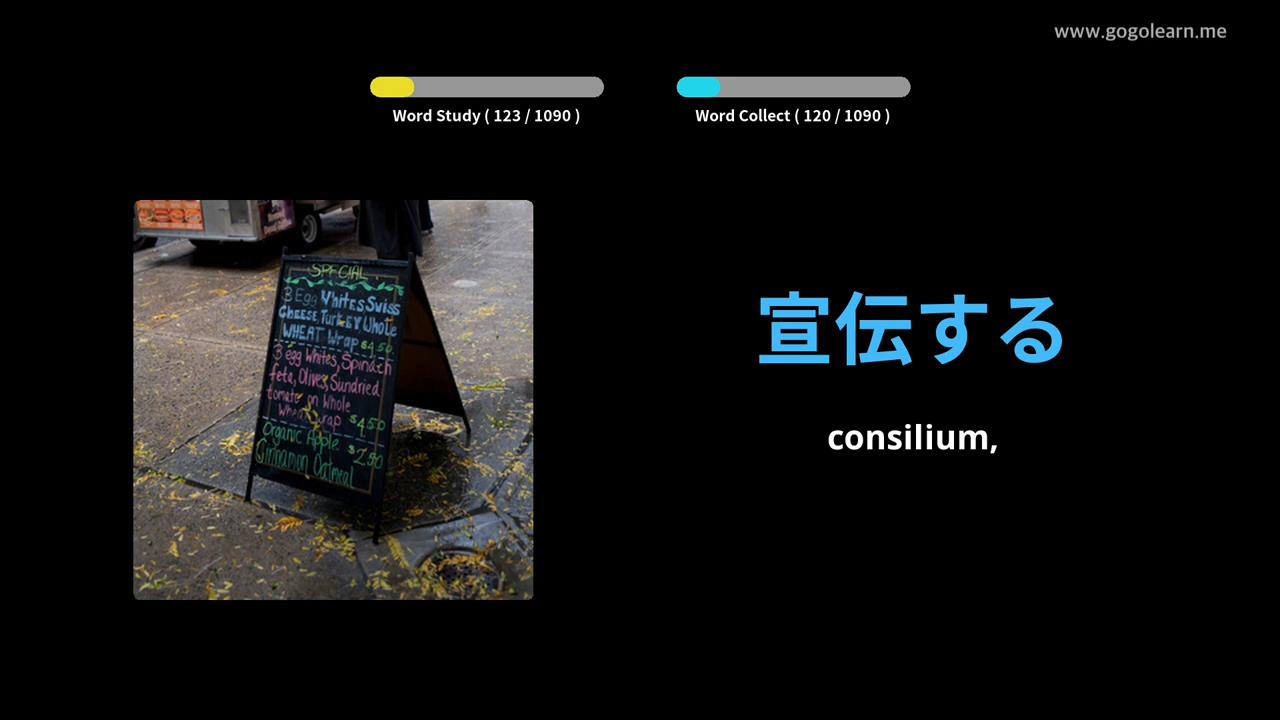 www.gogolearn.me
Word Study ( 123 / 1090 )
Word Collect ( 120 / 1090 )
SPECIAL
3 Egg Whites Swiss
Cheese, Turkey Whole
WHEAT Wrap $4.50
3 egg Whites, Spinach
feta, Olives, Sundried
tomato on Whole
Wheat wrap $4.50
Organic Apple
Cinnamon Oatmeal $2.50
宣伝する
consilium,